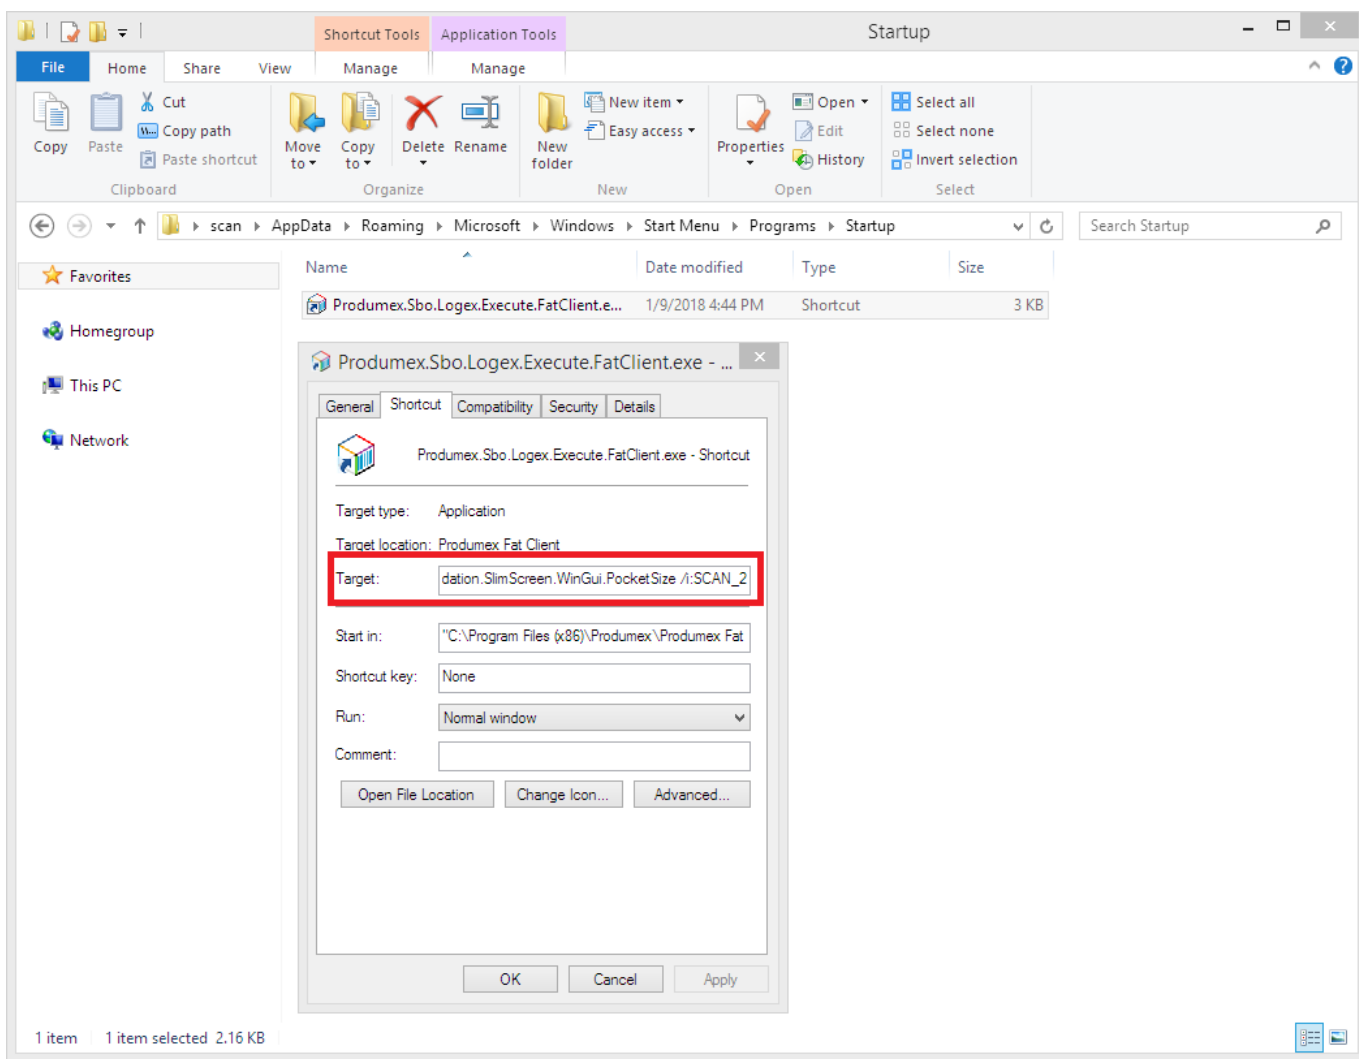 Shortcut Tools Application Tools Startup
File Home Share View Manage Manage
Copy
Paste
Cut
Copy path
Paste shortcut
Clipboard
Move to
Copy to
Delete
Rename
Organize
New folder
New item
Easy access
New
Properties
Open
Edit
History
Open
Select all
Select none
Invert selection
Select
scan AppData Roaming Microsoft Windows Start Menu Programs Startup
Search Startup
Favorites
Homegroup
This PC
Network
Name Date modified Type Size
Produmex.Sbo.Logex.Execute.FatClient.e... 1/9/2018 4:44 PM Shortcut 3 KB
Produmex.Sbo.Logex.Execute.FatClient.exe - ...
General Shortcut Compatibility Security Details
Produmex.Sbo.Logex.Execute.FatClient.exe - Shortcut
Target type: Application
Target location: Produmex Fat Client
Target: dation.SlimScreen.WinGui.PocketSize /i:SCAN_2
Start in: "C:\Program Files (x86)\Produmex\Produmex Fat
Shortcut key: None
Run: Normal window
Comment:
Open File Location Change Icon... Advanced...
OK Cancel Apply
1 item 1 item selected 2.16 KB